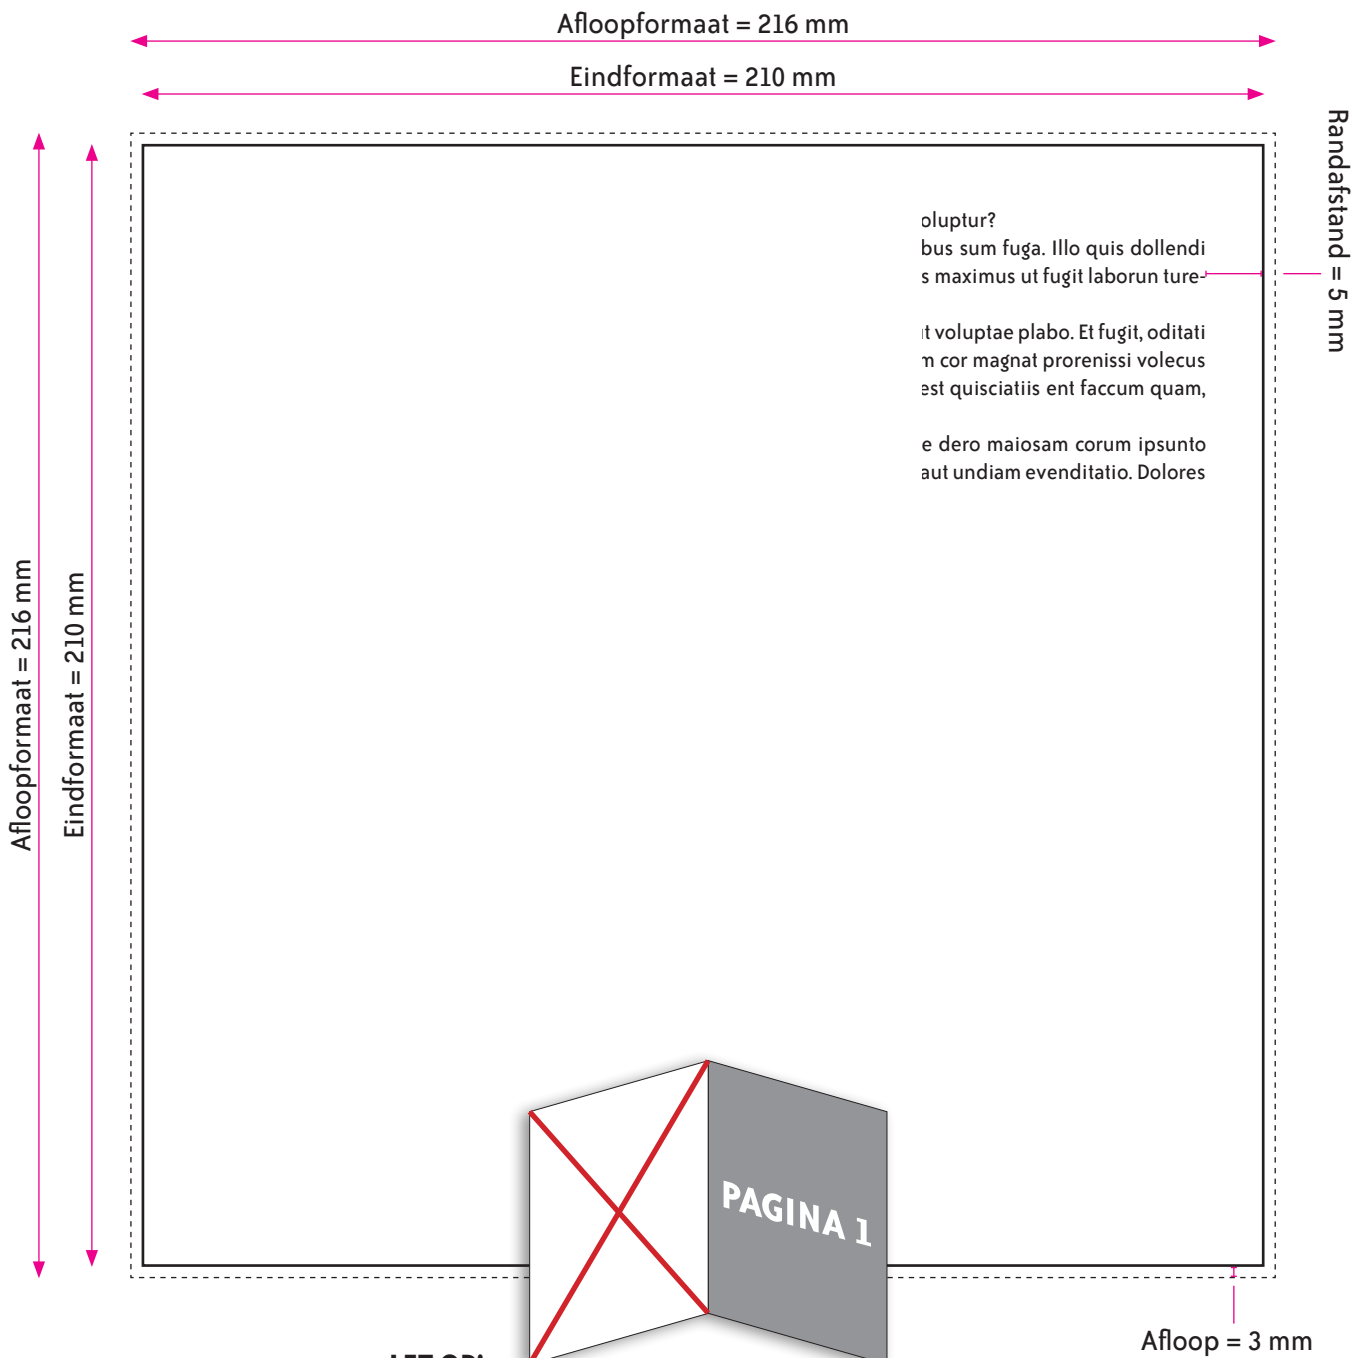 Afloopformaat = 216 mm
Eindformaat = 210 mm
Randafstand = 5 mm
oluptur?
bus sum fuga. Illo quis dollendi
s maximus ut fugit laborun ture-
t voluptae plabo. Et fugit, oditati
m cor magnat prorenissi volecus
est quisciatiis ent faccum quam,
e dero maiosam corum ipsunto
aut undiam evenditatio. Dolores
Afloopformaat = 216 mm
Eindformaat = 210 mm
PAGINA 1
Afloop = 3 mm
LET OP!